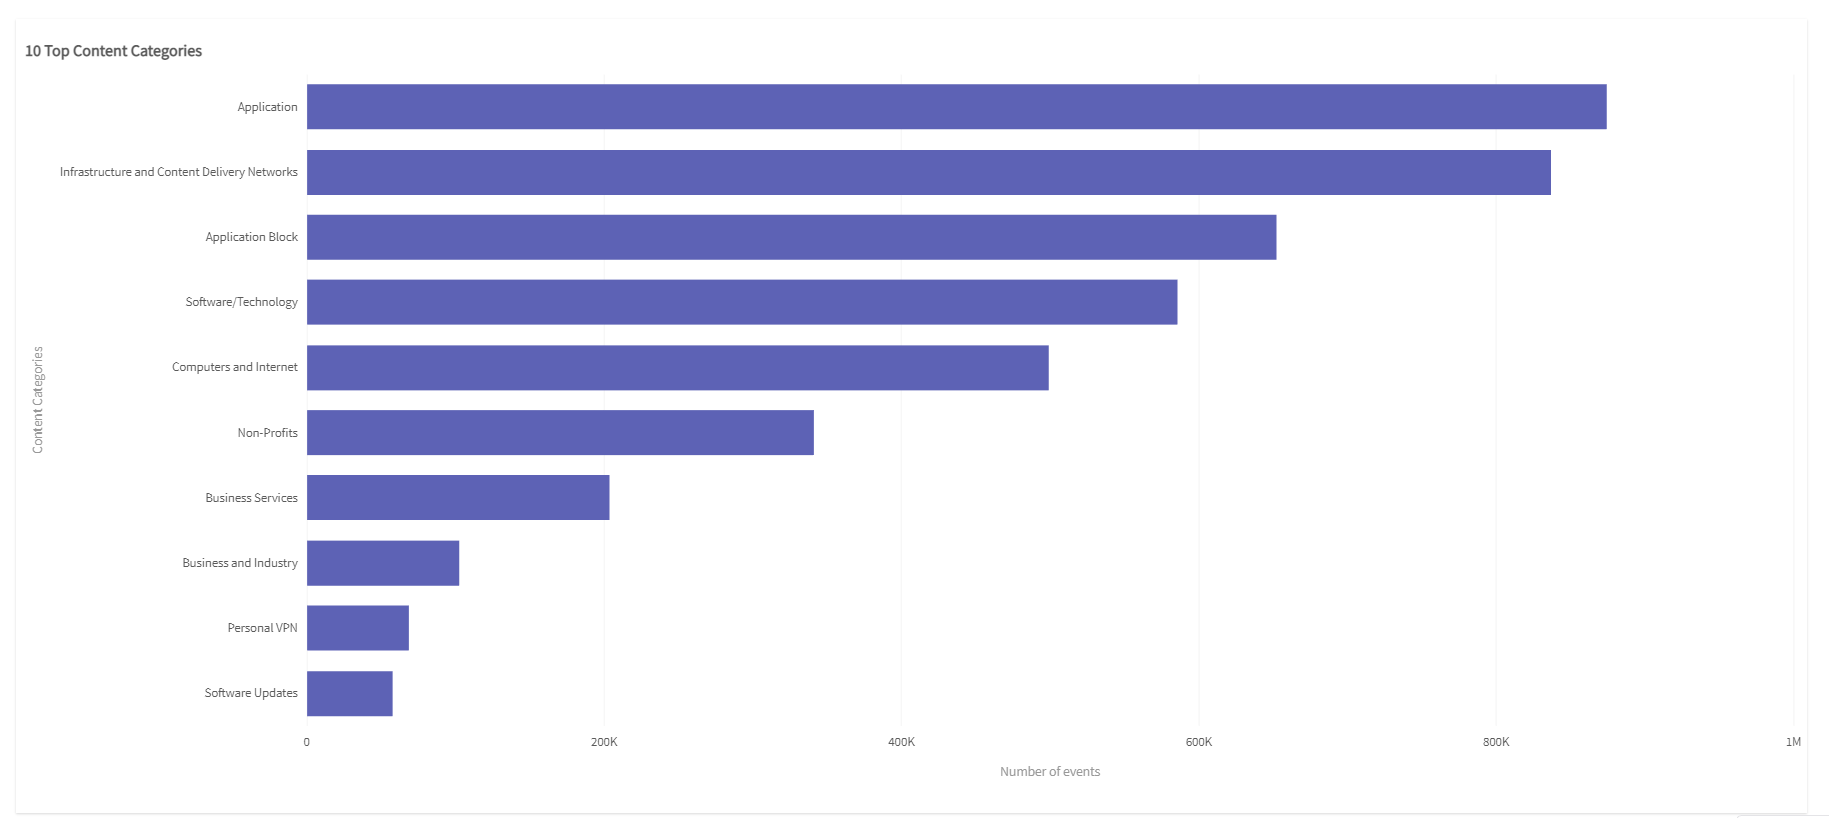 10 Top Content Categories
Application
Infrastructure and Content Delivery Networks
Application Block
Software/Technology
Computers and Internet
Non-Profits
Business Services
Business and Industry
Personal VPN
Software Updates
Content Categories
0 200K 400K 600K 800K 1M
Number of events